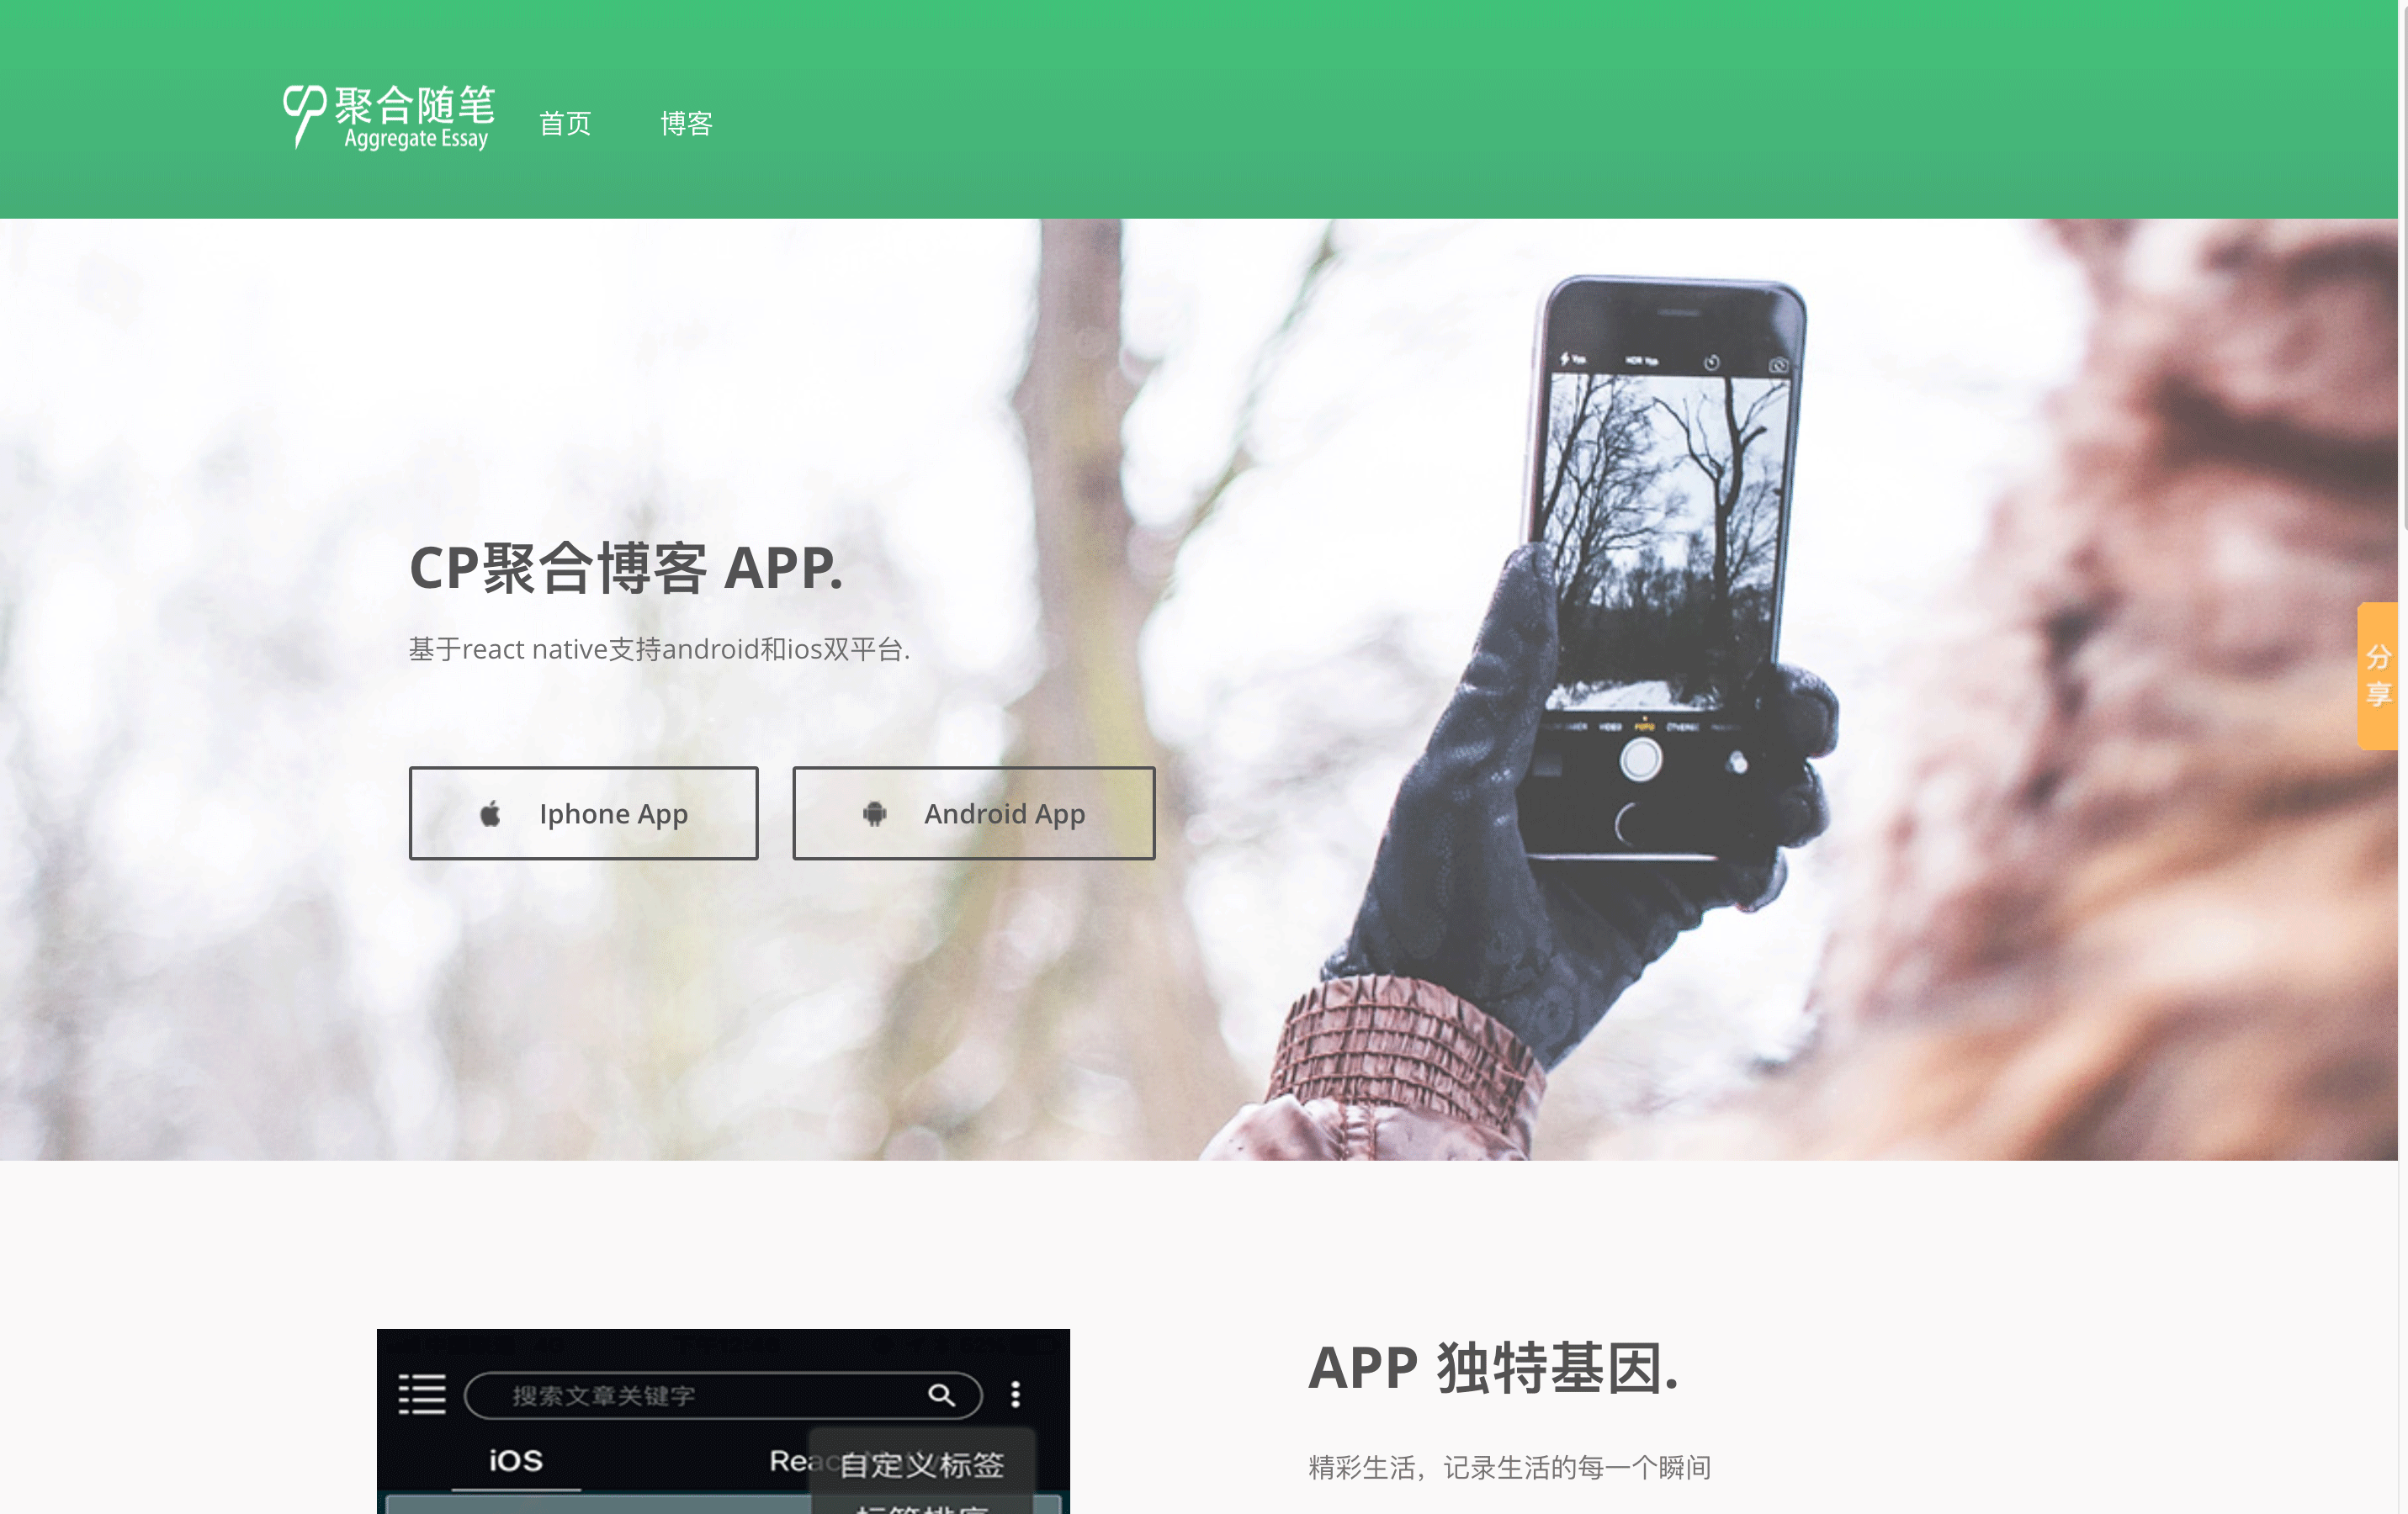 聚合随笔
Aggregate Essay
首页
博客
CP聚合博客 APP.
基于react native支持android和ios双平台.
Iphone App
Android App
VIDEO FOTO
分
享
APP 独特基因.
精彩生活，记录生活的每一个瞬间
搜索文章关键字
iOS
自定义标签